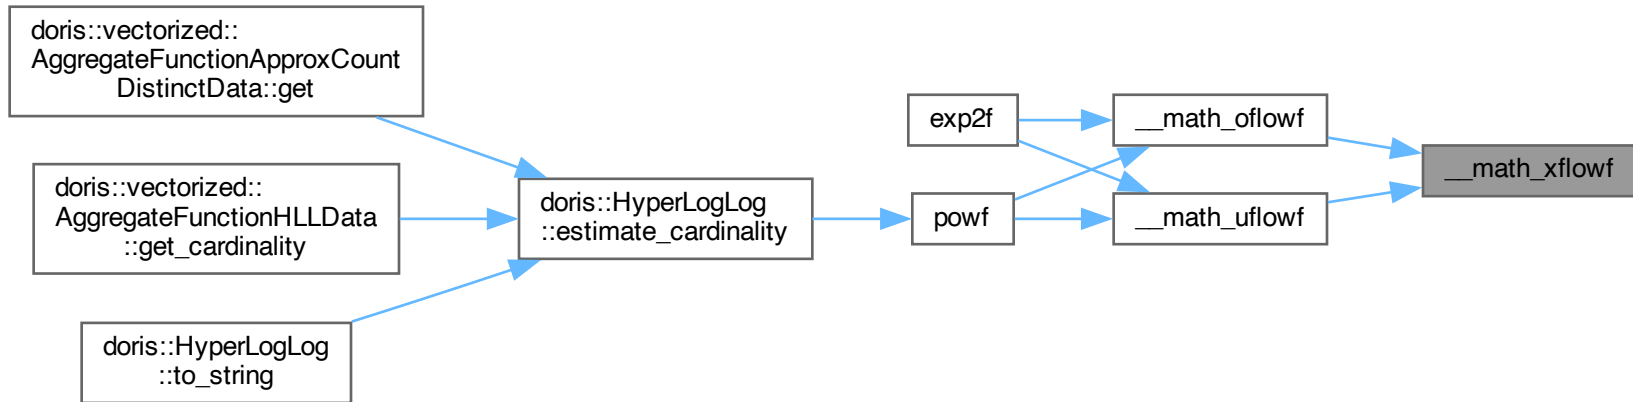 doris::vectorized::
AggregateFunctionApproxCount
DistinctData::get
doris::vectorized::
AggregateFunctionHLLData
::get_cardinality
doris::HyperLogLog
::to_string
doris::HyperLogLog
::estimate_cardinality
exp2f
powf
__math_oflowf
__math_uflowf
__math_xflowf